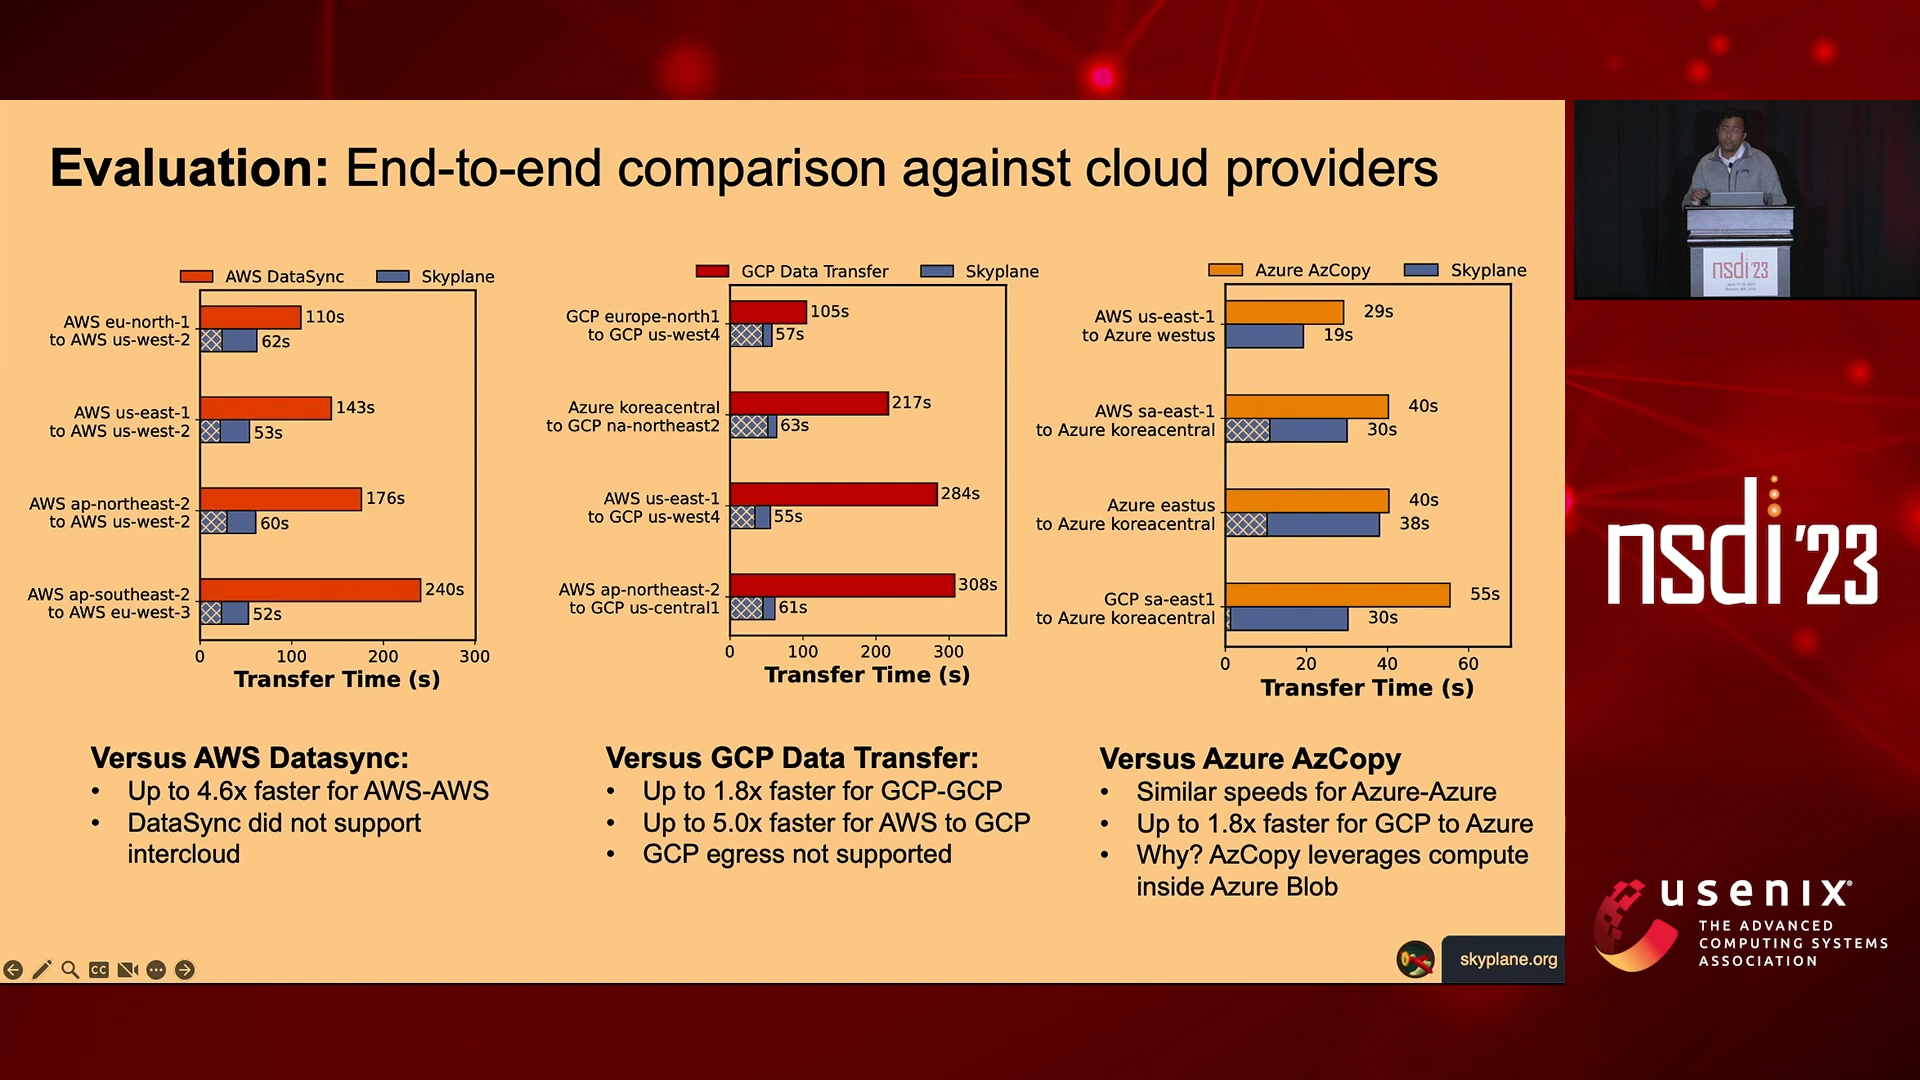 Evaluation: End-to-end comparison against cloud providers
AWS DataSync
Skyplane
AWS eu-north-1
to AWS us-west-2
110s
62s
AWS us-east-1
to AWS us-west-2
143s
53s
AWS ap-northeast-2
to AWS us-west-2
176s
60s
AWS ap-southeast-2
to AWS eu-west-3
240s
52s
0 100 200 300
Transfer Time (s)
GCP Data Transfer
Skyplane
GCP europe-north1
to GCP us-west4
105s
57s
Azure koreacentral
to GCP na-northeast2
217s
63s
AWS us-east-1
to GCP us-west4
284s
55s
AWS ap-northeast-2
to GCP us-central1
308s
61s
0 100 200 300
Transfer Time (s)
Azure AzCopy
Skyplane
AWS us-east-1
to Azure westus
29s
19s
AWS sa-east-1
to Azure koreacentral
40s
30s
Azure eastus
to Azure koreacentral
40s
38s
GCP sa-east1
to Azure koreacentral
55s
30s
0 20 40 60
Transfer Time (s)
Versus AWS Datasync:
• Up to 4.6x faster for AWS-AWS
• DataSync did not support
intercloud
Versus GCP Data Transfer:
• Up to 1.8x faster for GCP-GCP
• Up to 5.0x faster for AWS to GCP
• GCP egress not supported
Versus Azure AzCopy
• Similar speeds for Azure-Azure
• Up to 1.8x faster for GCP to Azure
• Why? AzCopy leverages compute
inside Azure Blob
CC
skyplane.org
nsdi '23
nsdi '23
usenix®
THE ADVANCED
COMPUTING SYSTEMS
ASSOCIATION